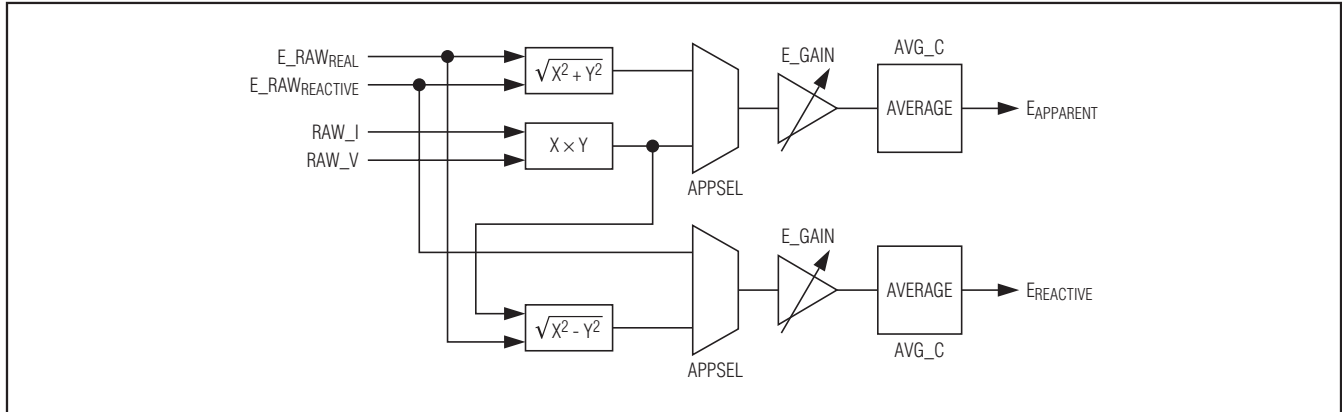 E_RAWREAL
E_RAWREACTIVE
RAW_I
RAW_V
√X² + Y²
X × Y
APPSEL
E_GAIN
AVG_C
AVERAGE
EAPPARENT
√X² - Y²
APPSEL
E_GAIN
AVERAGE
AVG_C
EREACTIVE